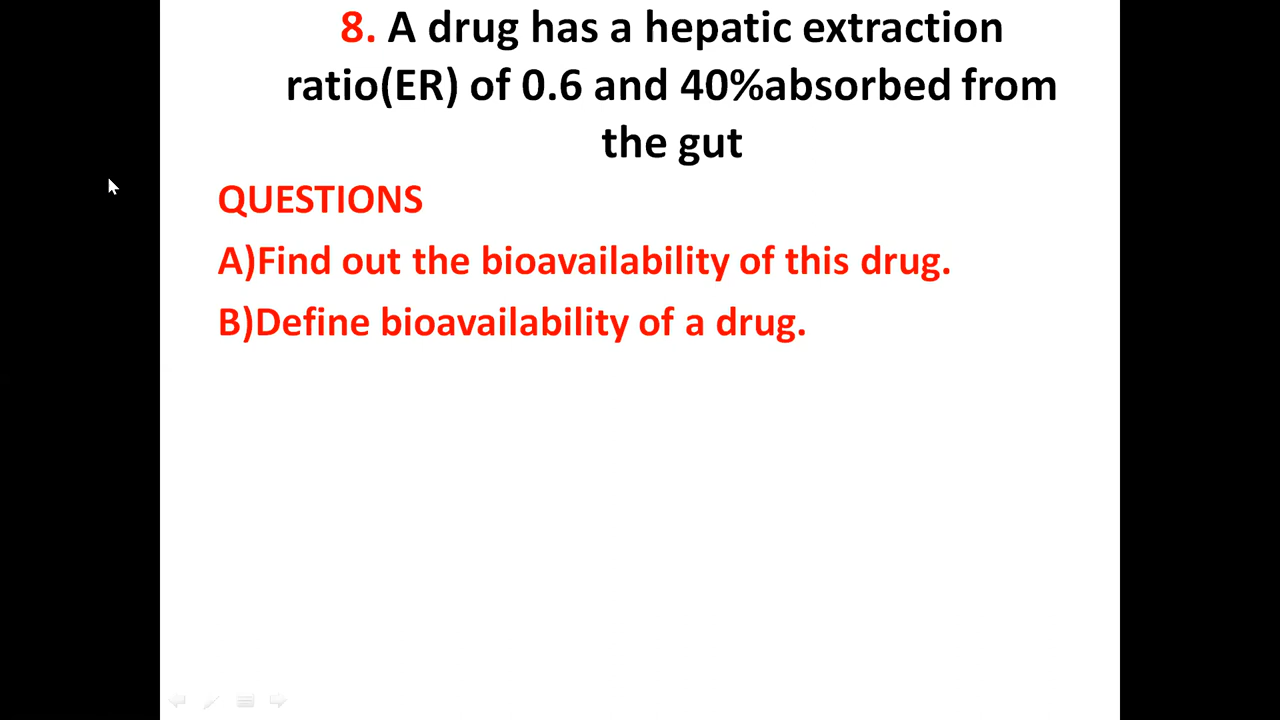 8. A drug has a hepatic extraction
ratio(ER) of 0.6 and 40%absorbed from
the gut
QUESTIONS
A)Find out the bioavailability of this drug.
B)Define bioavailability of a drug.